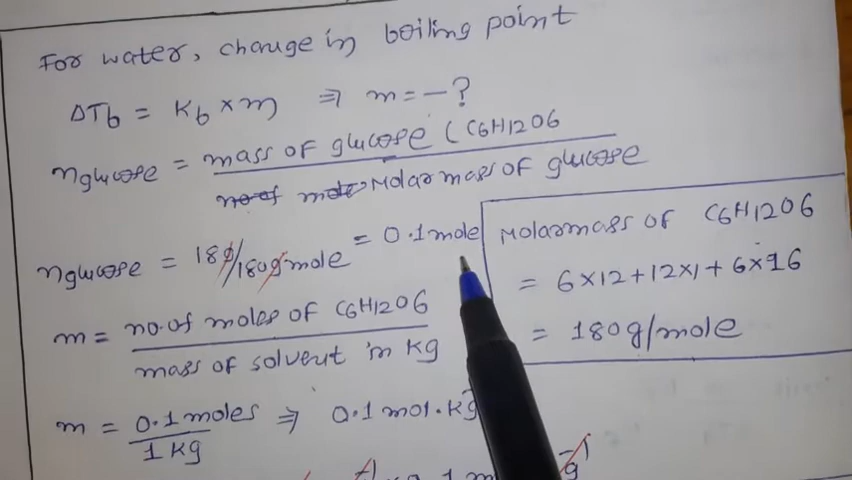 For water, change in boiling point
ΔTb = Kb × m ⇒ m = - ?
nglucose = mass of glucose (C6H12O6
Molar mass of glucose
nglucose = 18g/180g mole = 0.1 mole
m = no. of moles of C6H12O6
mass of solvent in kg
m = 0.1 moles ⇒ 0.1 mol. kg
1 kg
Molar mass of C6H12O6
= 6×12+12×1+6×16
= 180g/mole